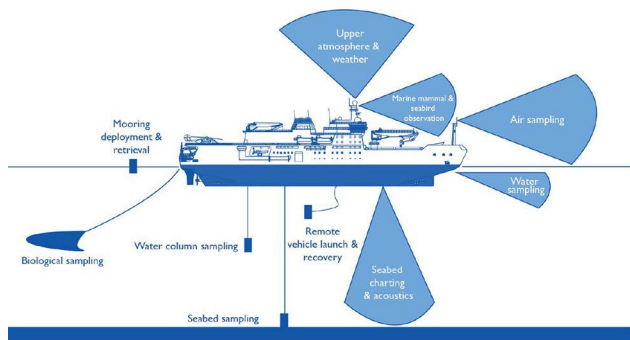 Upper
atmosphere &
weather
Marine mammal &
seabird
observation
Air sampling
Mooring
deployment &
retrieval
Water
sampling
Biological sampling
Water column sampling
Remote
vehicle launch &
recovery
Seabed
charting
& acoustics
Seabed sampling